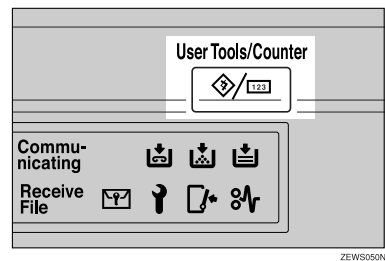 User Tools/Counter
123
Commu-
nicating
Receive
File
ZEWS050N